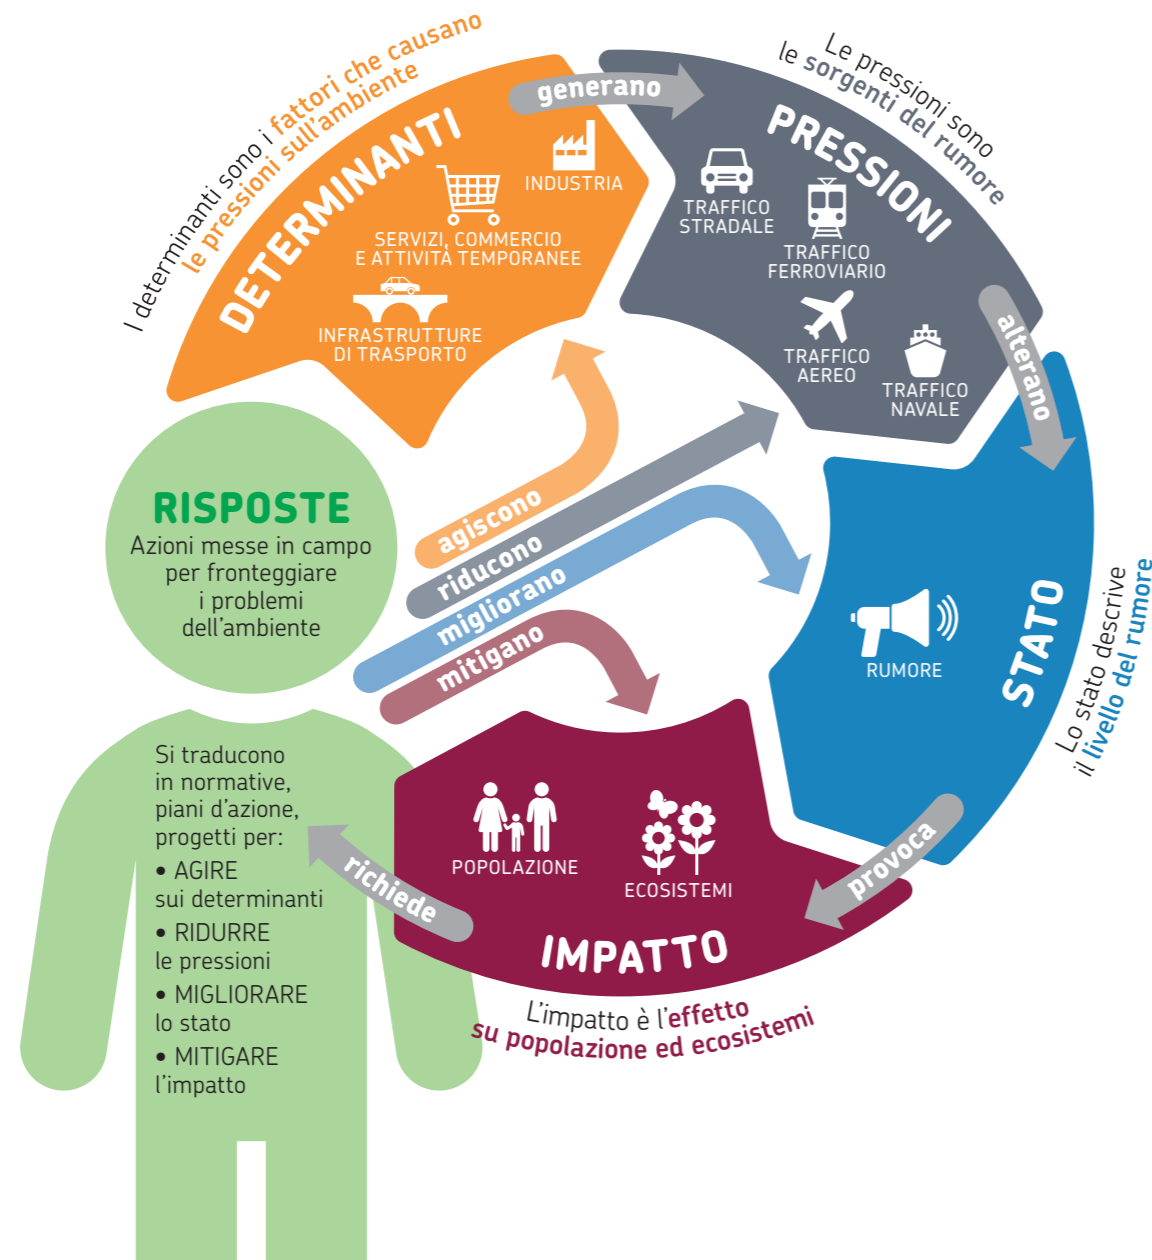 I determinanti sono i fattori che causano
le pressioni sull'ambiente
DETERMINANTI
INDUSTRIA
SERVIZI, COMMERCIO
E ATTIVITÀ TEMPORANEE
INFRASTRUTTURE
DI TRASPORTO
generano
Le pressioni sono
le sorgenti del rumore
PRESSIONI
TRAFFICO
STRADALE
TRAFFICO
FERROVIARIO
TRAFFICO
AEREO
TRAFFICO
NAVALE
alterano
STATO
RUMORE
Lo stato descrive
il livello del rumore
provoca
IMPATTO
POPOLAZIONE
ECOSISTEMI
L'impatto è l'effetto
su popolazione ed ecosistemi
richiede
RISPOSTE
Azioni messe in campo
per fronteggiare
i problemi
dell'ambiente
agiscono
riducono
migliorano
mitigano
Si traducono
in normative,
piani d'azione,
progetti per:
• AGIRE
sui determinanti
• RIDURRE
le pressioni
• MIGLIORARE
lo stato
• MITIGARE
l'impatto